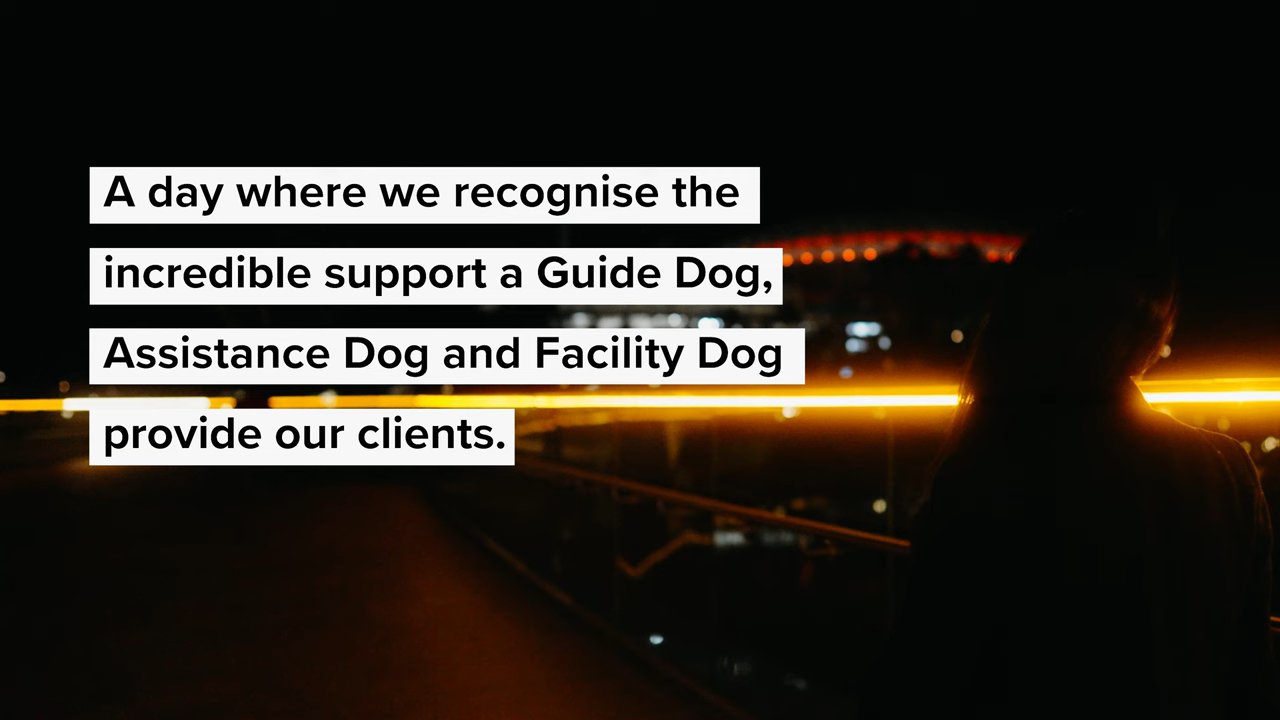 A day where we recognise the
incredible support a Guide Dog,
Assistance Dog and Facility Dog
provide our clients.